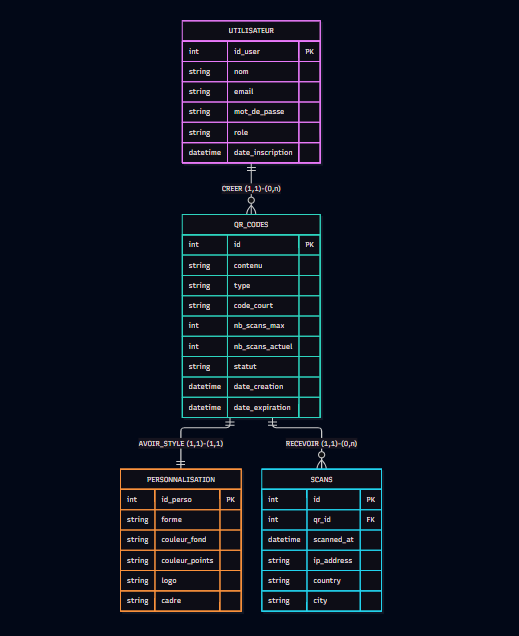 UTILISATEUR
int id_user PK
string nom
string email
string mot_de_passe
string role
datetime date_inscription
CREER (1,1)-(0,n)
QR_CODES
int id PK
string contenu
string type
string code_court
int nb_scans_max
int nb_scans_actuel
string statut
datetime date_creation
datetime date_expiration
AVOIR_STYLE (1,1)-(1,1)
RECEVOIR (1,1)-(0,n)
PERSONNALISATION
int id_perso PK
string forme
string couleur_fond
string couleur_points
string logo
string cadre
SCANS
int id PK
int qr_id FK
datetime scanned_at
string ip_address
string country
string city